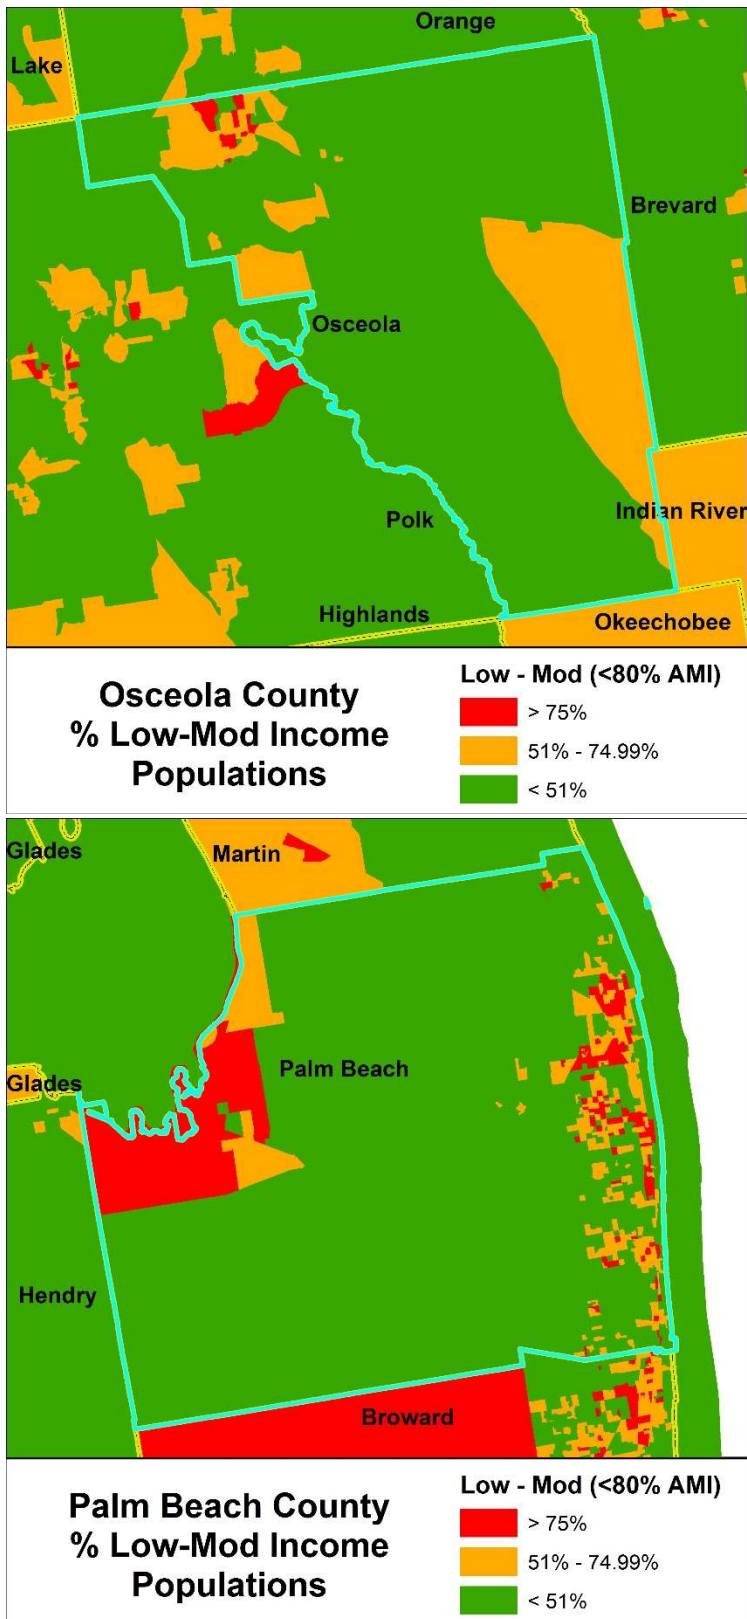 Orange
Lake
Brevard
Osceola
Indian River
Polk
Highlands
Okeechobee
Osceola County
% Low-Mod Income
Populations
Low - Mod (<80% AMI)
> 75%
51% - 74.99%
< 51%
Glades
Martin
Palm Beach
Glades
Hendry
Broward
Palm Beach County
% Low-Mod Income
Populations
Low - Mod (<80% AMI)
> 75%
51% - 74.99%
< 51%